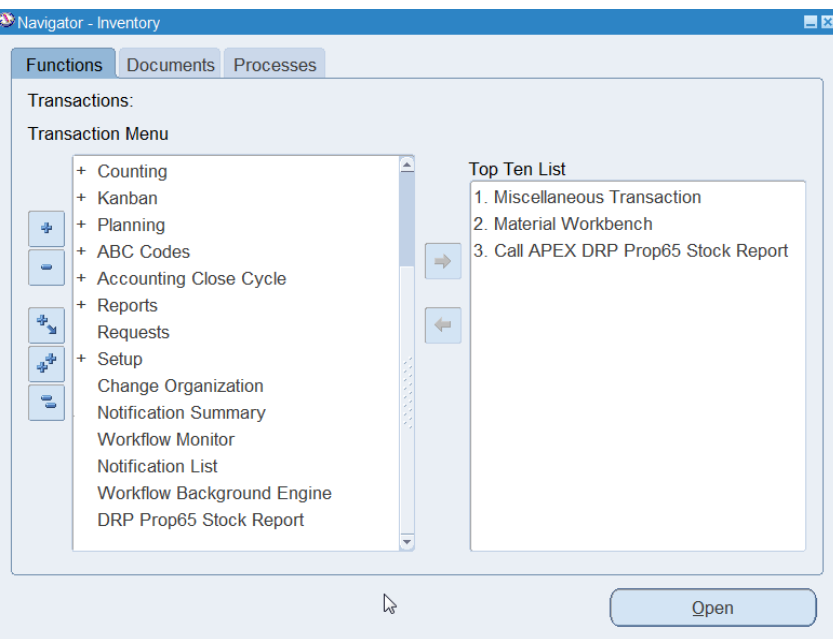 Navigator - Inventory
Functions Documents Processes
Transactions:
Transaction Menu
+ Counting
+ Kanban
+ Planning
+ ABC Codes
+ Accounting Close Cycle
+ Reports
Requests
+ Setup
Change Organization
Notification Summary
Workflow Monitor
Notification List
Workflow Background Engine
DRP Prop65 Stock Report
Top Ten List
1. Miscellaneous Transaction
2. Material Workbench
3. Call APEX DRP Prop65 Stock Report
Open